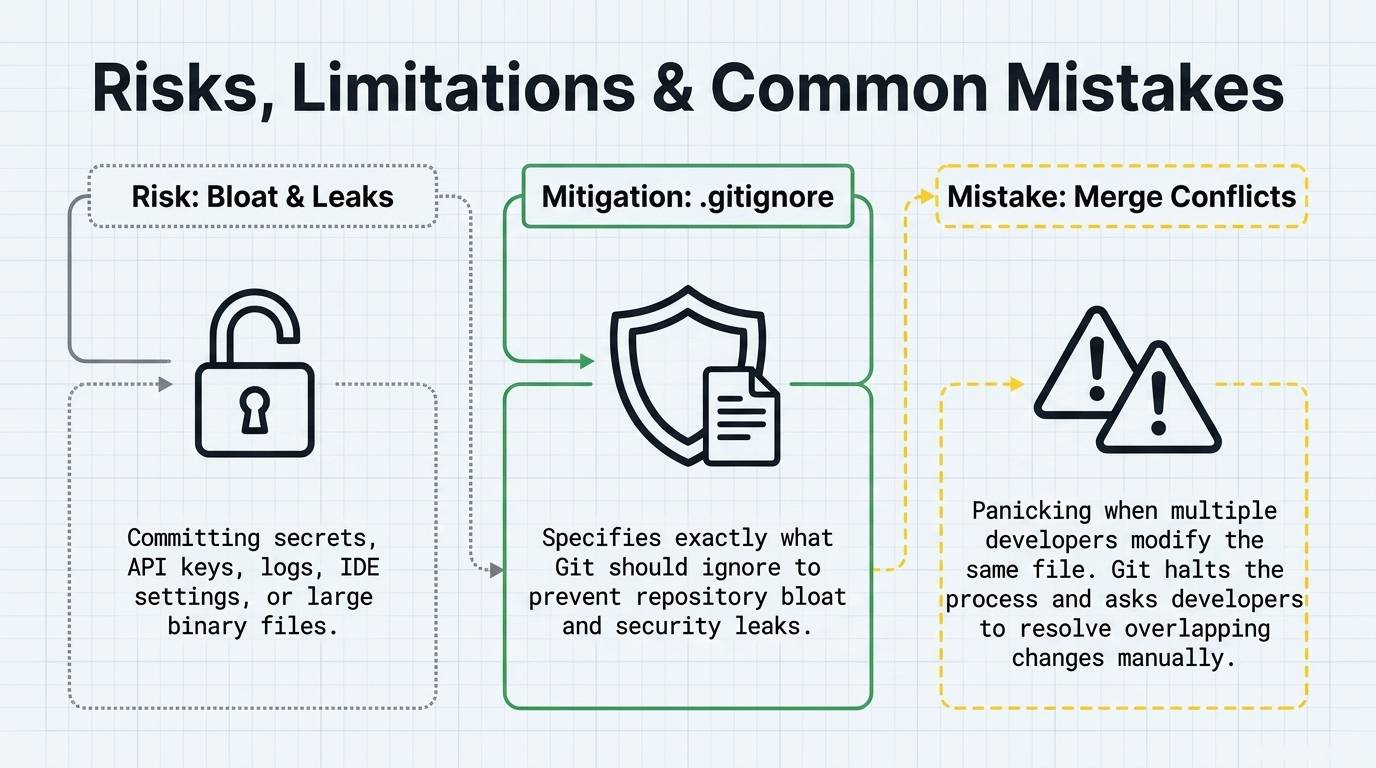 Risks, Limitations & Common Mistakes
Risk: Bloat & Leaks
Committing secrets,
API keys, logs, IDE
settings, or large
binary files.
Mitigation: .gitignore
Specifies exactly what
Git should ignore to
prevent repository bloat
and security leaks.
Mistake: Merge Conflicts
Panicking when multiple
developers modify the
same file. Git halts the
process and asks developers
to resolve overlapping
changes manually.